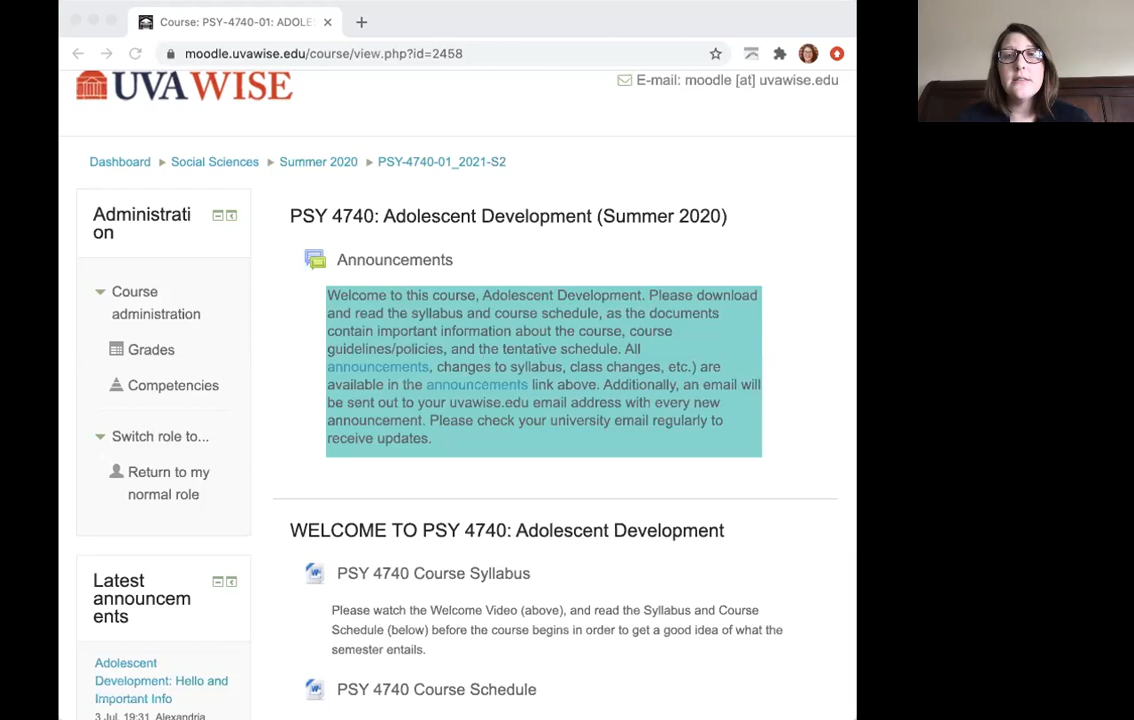 Course: PSY-4740-01: ADOLES
moodle.uvawise.edu/course/view.php?id=2458
UVAWISE
E-mail: moodle [at] uvawise.edu
Dashboard Social Sciences Summer 2020 PSY-4740-01_2021-S2
Administrati
on
Course
administration
Grades
Competencies
Switch role to...
Return to my
normal role
Latest
announcem
ents
Adolescent
Development: Hello and
Important Info
3 Jul, 19:31, Alexandria
PSY 4740: Adolescent Development (Summer 2020)
Announcements
Welcome to this course, Adolescent Development. Please download
and read the syllabus and course schedule, as the documents
contain important information about the course, course
guidelines/policies, and the tentative schedule. All
announcements, changes to syllabus, class changes, etc.) are
available in the announcements link above. Additionally, an email will
be sent out to your uvawise.edu email address with every new
announcement. Please check your university email regularly to
receive updates.
WELCOME TO PSY 4740: Adolescent Development
PSY 4740 Course Syllabus
Please watch the Welcome Video (above), and read the Syllabus and Course
Schedule (below) before the course begins in order to get a good idea of what the
semester entails.
PSY 4740 Course Schedule